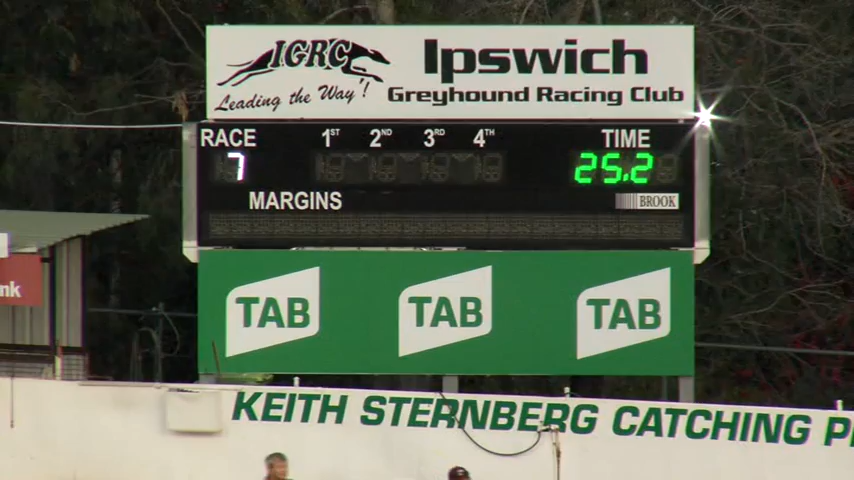 IGRC
Leading the Way!
Ipswich
Greyhound Racing Club
RACE 1ST 2ND 3RD 4TH TIME
7 25.2
MARGINS BROOK
TAB TAB TAB
KEITH STERNBERG CATCHING